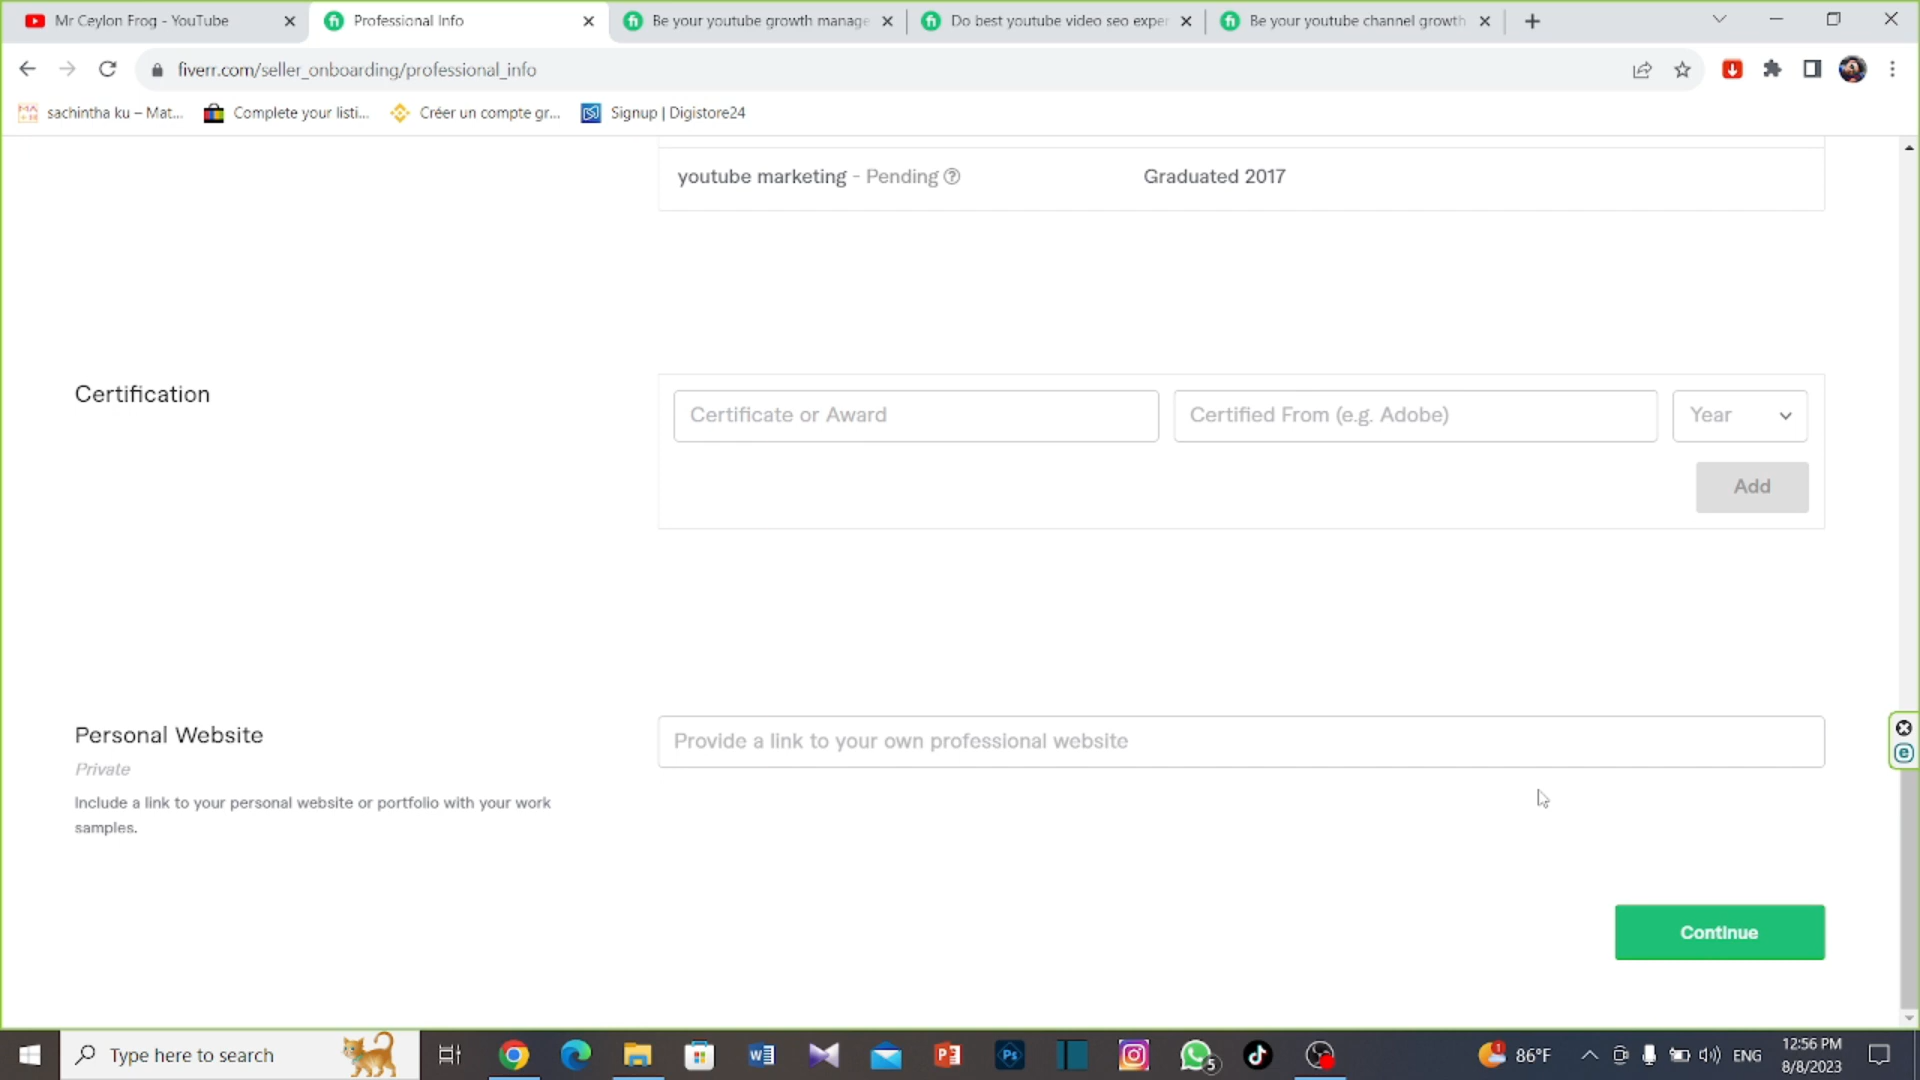 Mr Ceylon Frog - YouTube
Professional Info
Be your youtube growth manage
Do best youtube video seo exper
Be your youtube channel growth
fiverr.com/seller_onboarding/professional_info
sachintha ku – Mat...
Complete your listi...
Créer un compte gr...
Signup | Digistore24
youtube marketing - Pending
Graduated 2017
Certification
Certificate or Award
Certified From (e.g. Adobe)
Year
Add
Personal Website
Provide a link to your own professional website
Private
Include a link to your personal website or portfolio with your work
samples.
Continue
Type here to search
5
1
86°F
ENG
12:56 PM
8/8/2023